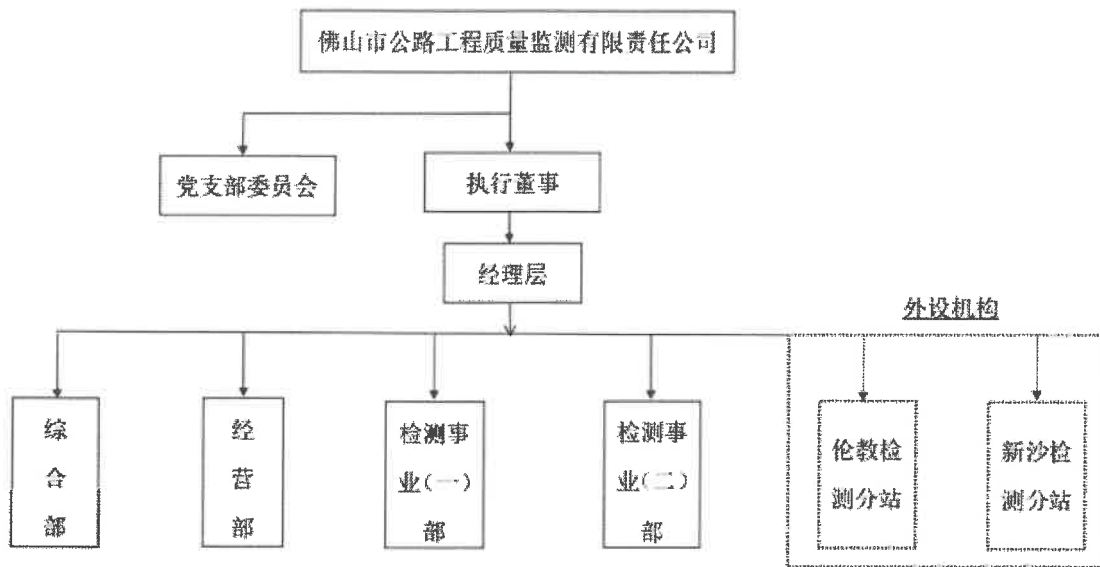 佛山市公路工程质量监测有限责任公司
党支部委员会
执行董事
经理层
外设机构
综
合
部
经
营
部
检测事
业(一)
部
检测事
业(二)
部
伦教检
测分站
新沙检
测分站